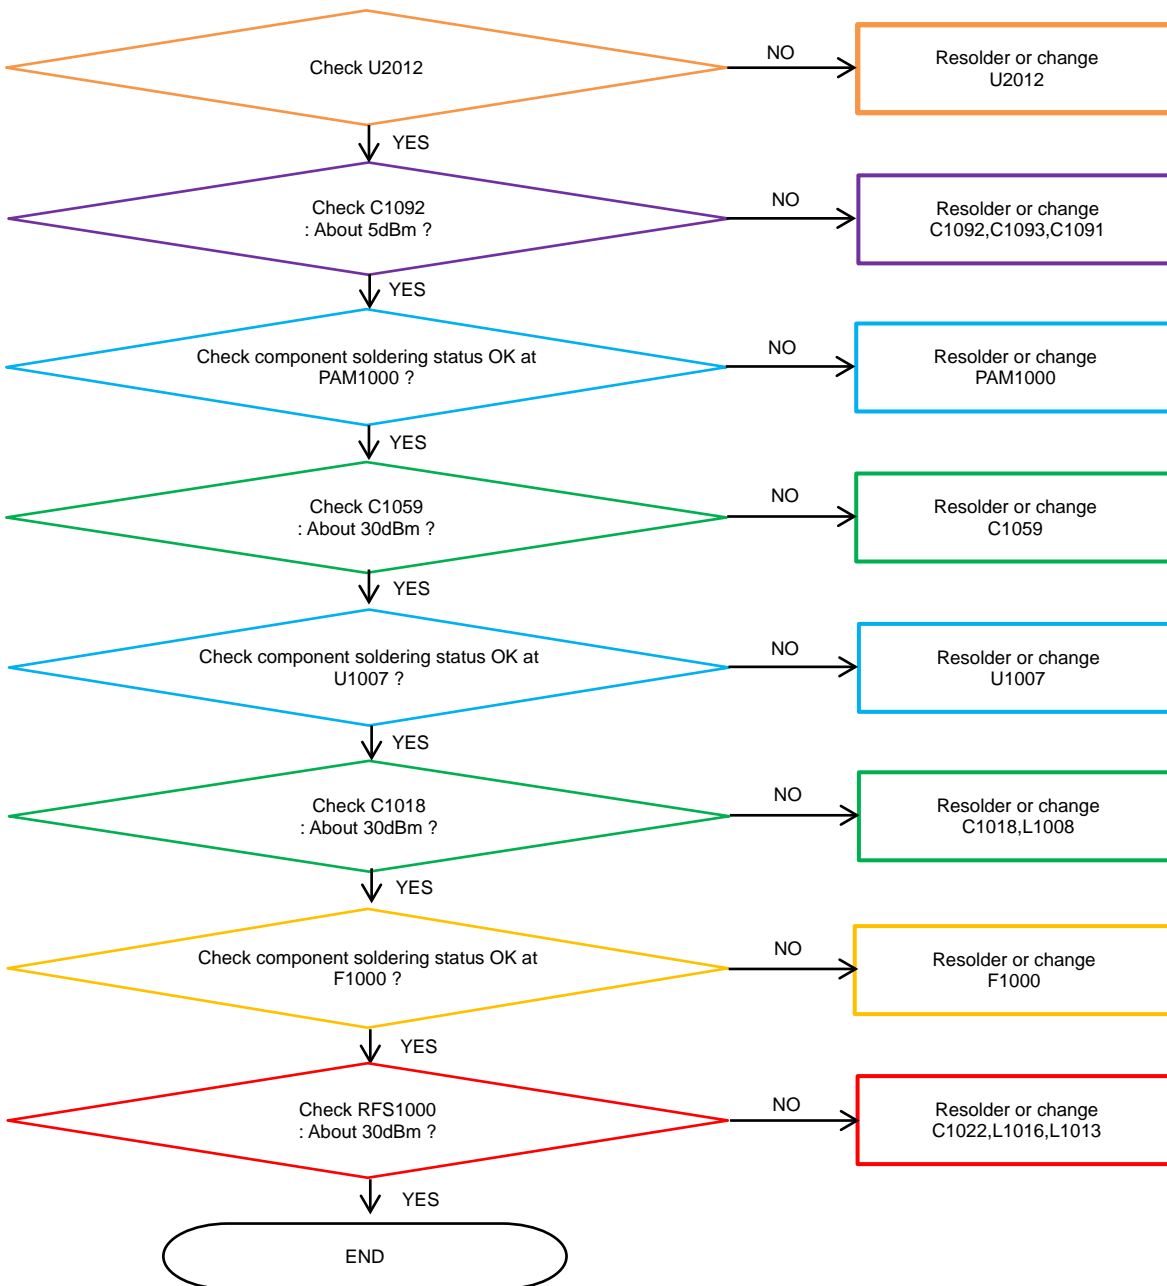 Check U2012
NO
Resolder or change
U2012
YES
Check C1092
: About 5dBm ?
NO
Resolder or change
C1092,C1093,C1091
YES
Check component soldering status OK at
PAM1000 ?
NO
Resolder or change
PAM1000
YES
Check C1059
: About 30dBm ?
NO
Resolder or change
C1059
YES
Check component soldering status OK at
U1007 ?
NO
Resolder or change
U1007
YES
Check C1018
: About 30dBm ?
NO
Resolder or change
C1018,L1008
YES
Check component soldering status OK at
F1000 ?
NO
Resolder or change
F1000
YES
Check RFS1000
: About 30dBm ?
NO
Resolder or change
C1022,L1016,L1013
YES
END